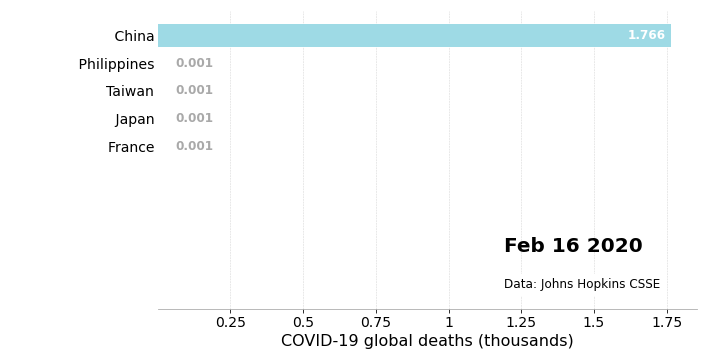 China 1.766
Philippines 0.001
Taiwan 0.001
Japan 0.001
France 0.001
Feb 16 2020
Data: Johns Hopkins CSSE
0.25 0.5 0.75 1 1.25 1.5 1.75
COVID-19 global deaths (thousands)